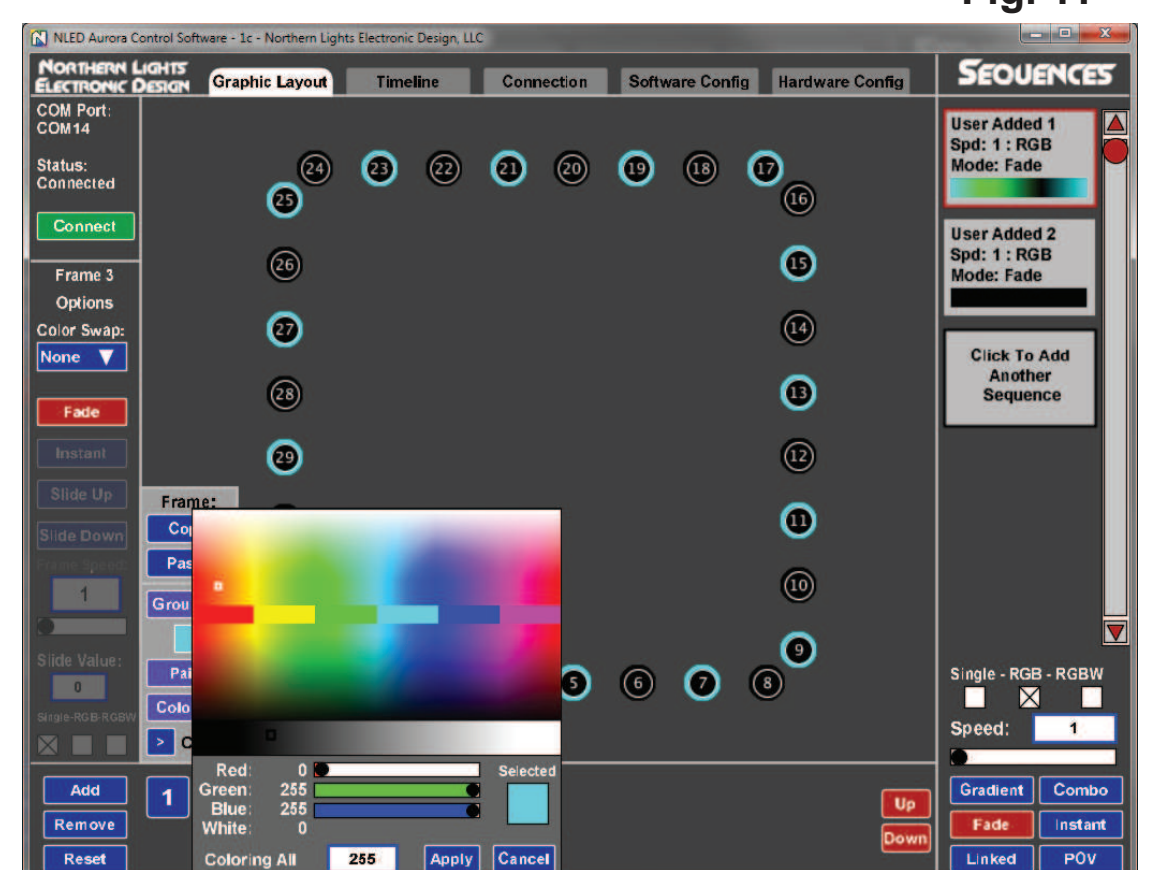 NLED Aurora Control Software - 1c - Northern Lights Electronic Design, LLC
NORTHERN LIGHTS
ELECTRONIC DESIGN
Graphic Layout
Timeline
Connection
Software Config
Hardware Config
SEQUENCES
COM Port:
COM14
Status:
Connected
Connect
Frame 3
Options
Color Swap:
None
Fade
Instant
Slide Up
Slide Down
Frame Speed:
1
Slide Value:
0
Single-RGB-RGBW
24 23 22 21 20 19 18 17
25 16
26 15
27 14
28 13
29 12
11
10
9
5 6 7 8
Frame:
>
Red: 0
Green: 255
Blue: 255
White: 0
Selected
Coloring All 255 Apply Cancel
Add
Remove
Reset
1
Up
Down
User Added 1
Spd: 1 : RGB
Mode: Fade
User Added 2
Spd: 1 : RGB
Mode: Fade
Click To Add
Another
Sequence
Single - RGB - RGBW
Speed: 1
Gradient Combo
Fade Instant
Linked POV